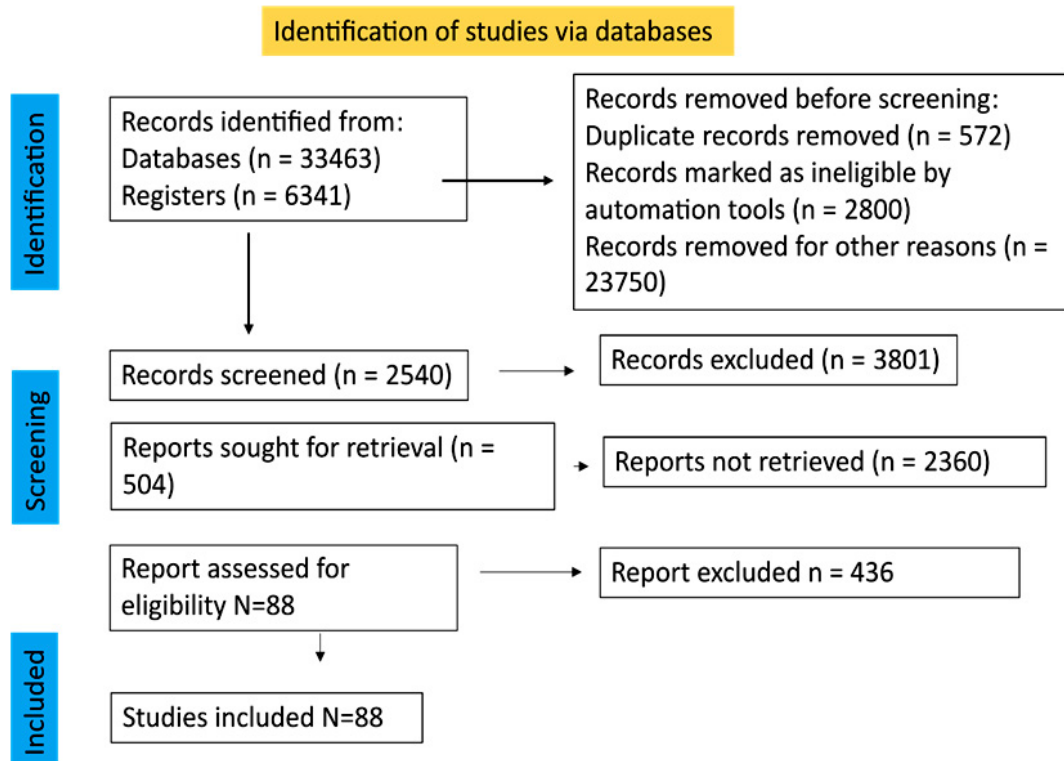 Identification of studies via databases
Identification
Records identified from:
Databases (n = 33463)
Registers (n = 6341)
Records removed before screening:
Duplicate records removed (n = 572)
Records marked as ineligible by
automation tools (n = 2800)
Records removed for other reasons (n =
23750)
Screening
Records screened (n = 2540)
Records excluded (n = 3801)
Reports sought for retrieval (n =
504)
Reports not retrieved (n = 2360)
Report assessed for
eligibility N=88
Report excluded n = 436
Included
Studies included N=88